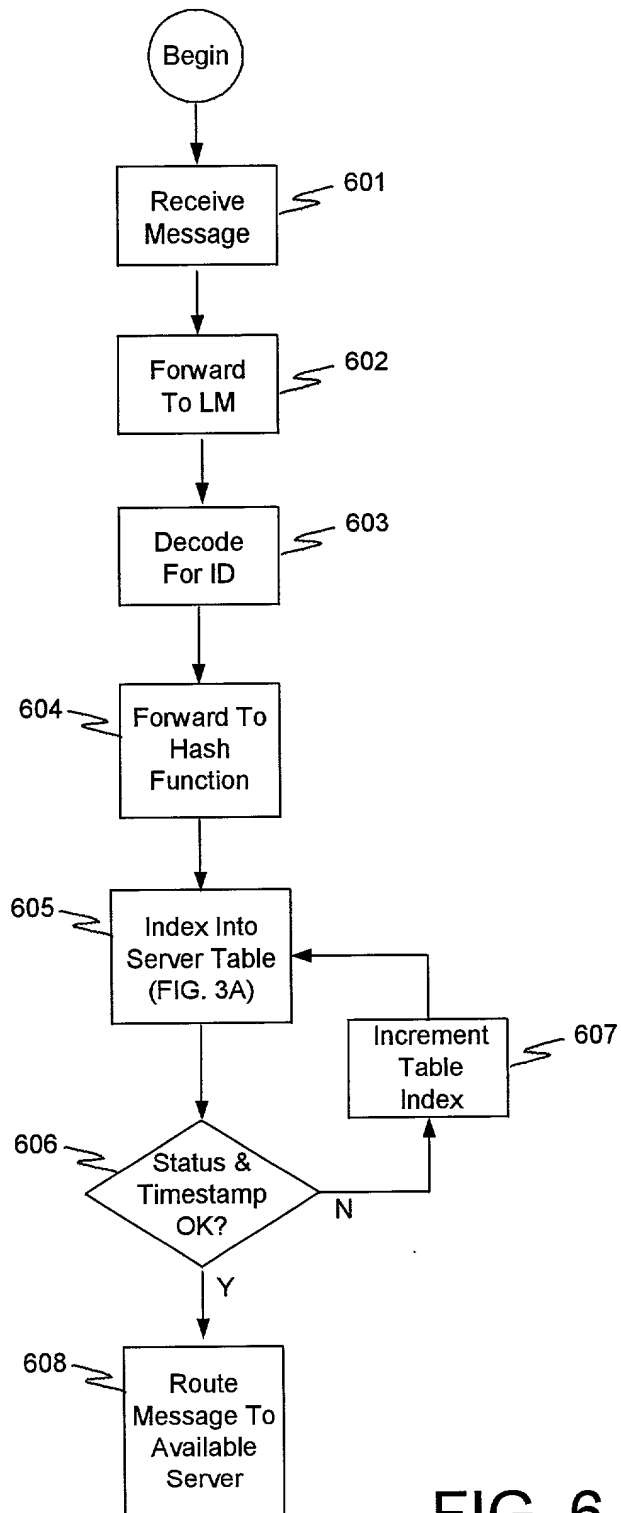 Begin
Receive
Message
601
Forward
To LM
602
Decode
For ID
603
604
Forward To
Hash
Function
605
Index Into
Server Table
(FIG. 3A)
Increment
Table
Index
607
606
Status &
Timestamp
OK?
N
Y
608
Route
Message To
Available
Server
FIG. 6